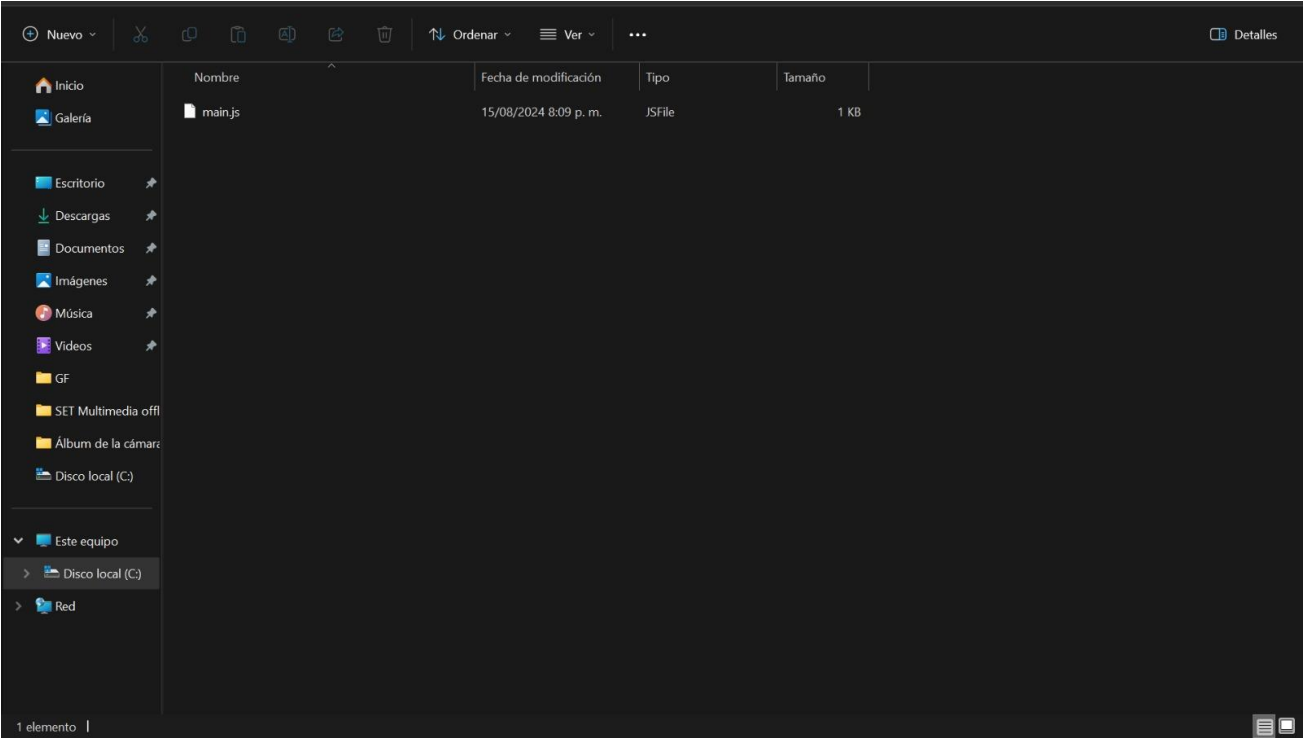 Nuevo Ordenar Ver ... Detalles
Nombre Fecha de modificación Tipo Tamaño
main.js 15/08/2024 8:09 p. m. JSFile 1 KB
Inicio
Galería
Escritorio
Descargas
Documentos
Imágenes
Música
Videos
GF
SET Multimedia offl
Álbum de la cámara
Disco local (C:)
Este equipo
Disco local (C:)
Red
1 elemento